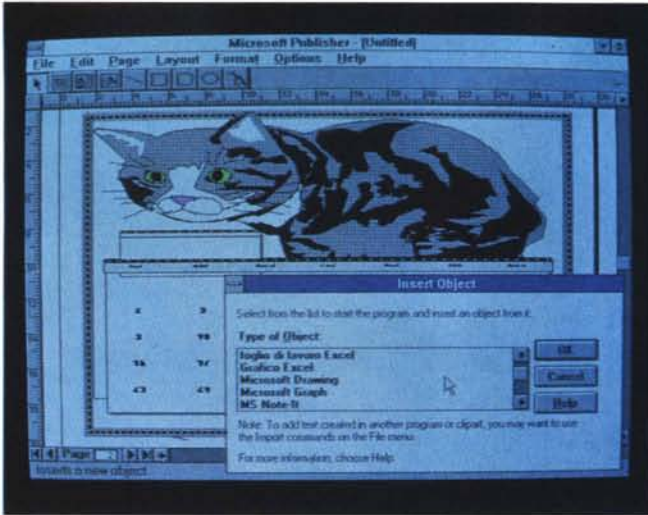 Microsoft Publisher - [Untitled]
File Edit Page Layout Format Options Help
Insert Object
Select from the list to start the program and insert an object from it.
Type of Object:
foglio di lavoro Excel
Grafico Excel
Microsoft Drawing
Microsoft Graph
MS Note-It
OK
Cancel
Help
Note: To add text created in another program or clipart, you may want to use
the Import commands on the File menu.
For more information, choose Help.
Page 2
Inserts a new object